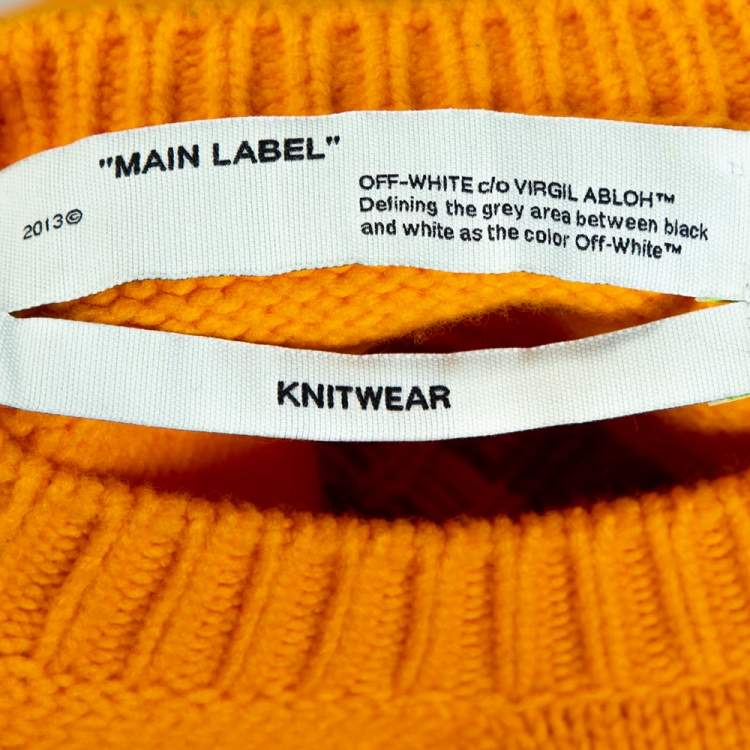 "MAIN LABEL"
2013©
OFF-WHITE c/o VIRGIL ABLOH™
Defining the grey area between black
and white as the color Off-White™
KNITWEAR